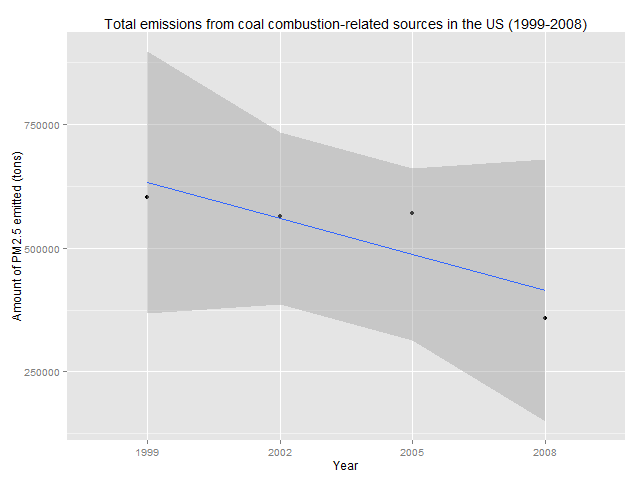 Total emissions from coal combustion-related sources in the US (1999-2008)
Amount of PM2.5 emitted (tons)
750000
500000
250000
1999 2002 2005 2008
Year